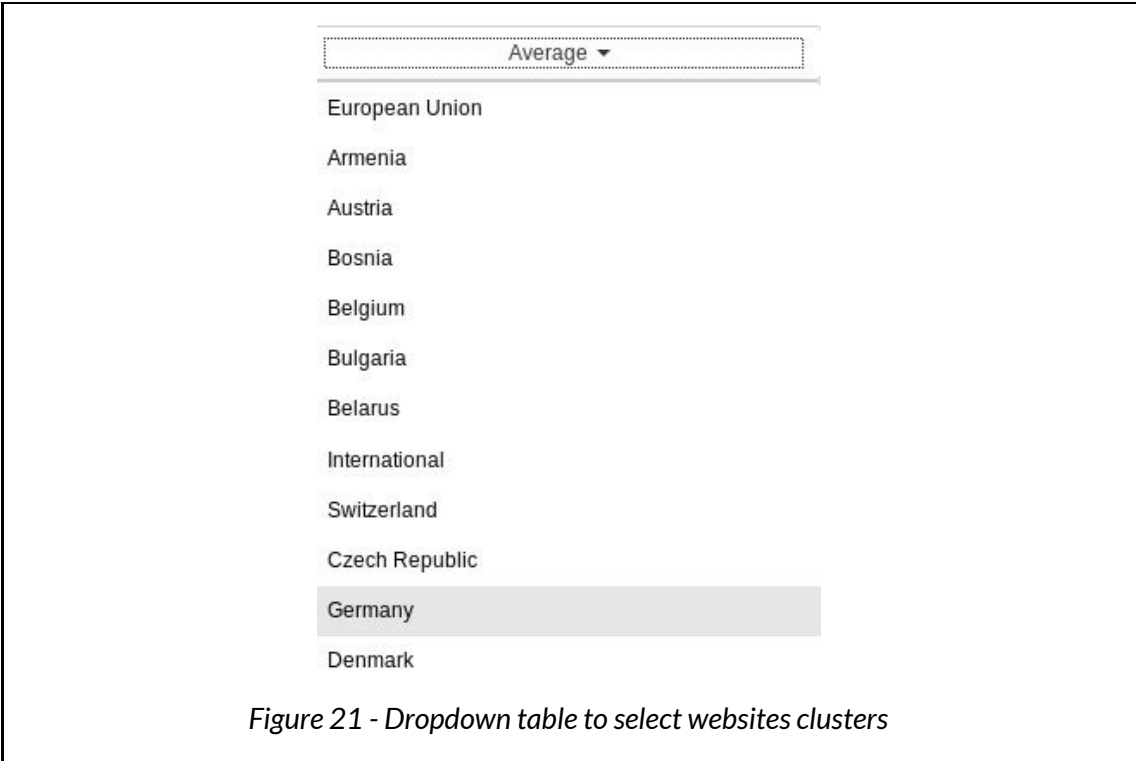 Average
European Union
Armenia
Austria
Bosnia
Belgium
Bulgaria
Belarus
International
Switzerland
Czech Republic
Germany
Denmark
Figure 21 - Dropdown table to select websites clusters